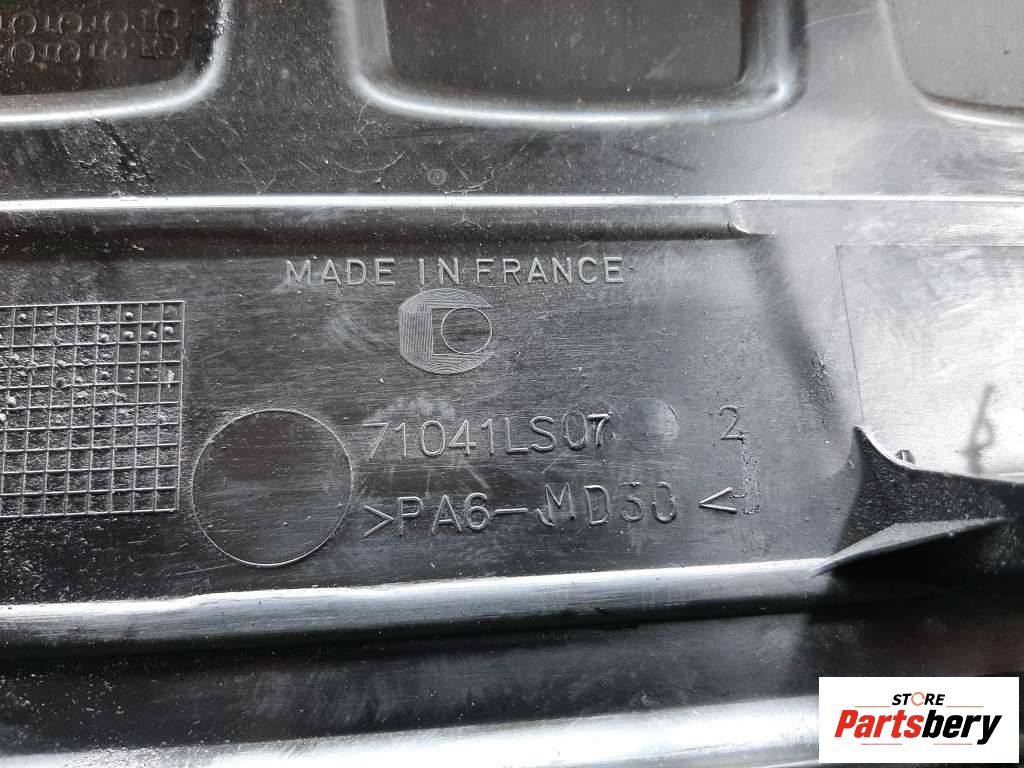 MADE IN FRANCE
71041LS07 2
>PA6-MD30<
STORE
Partsbery